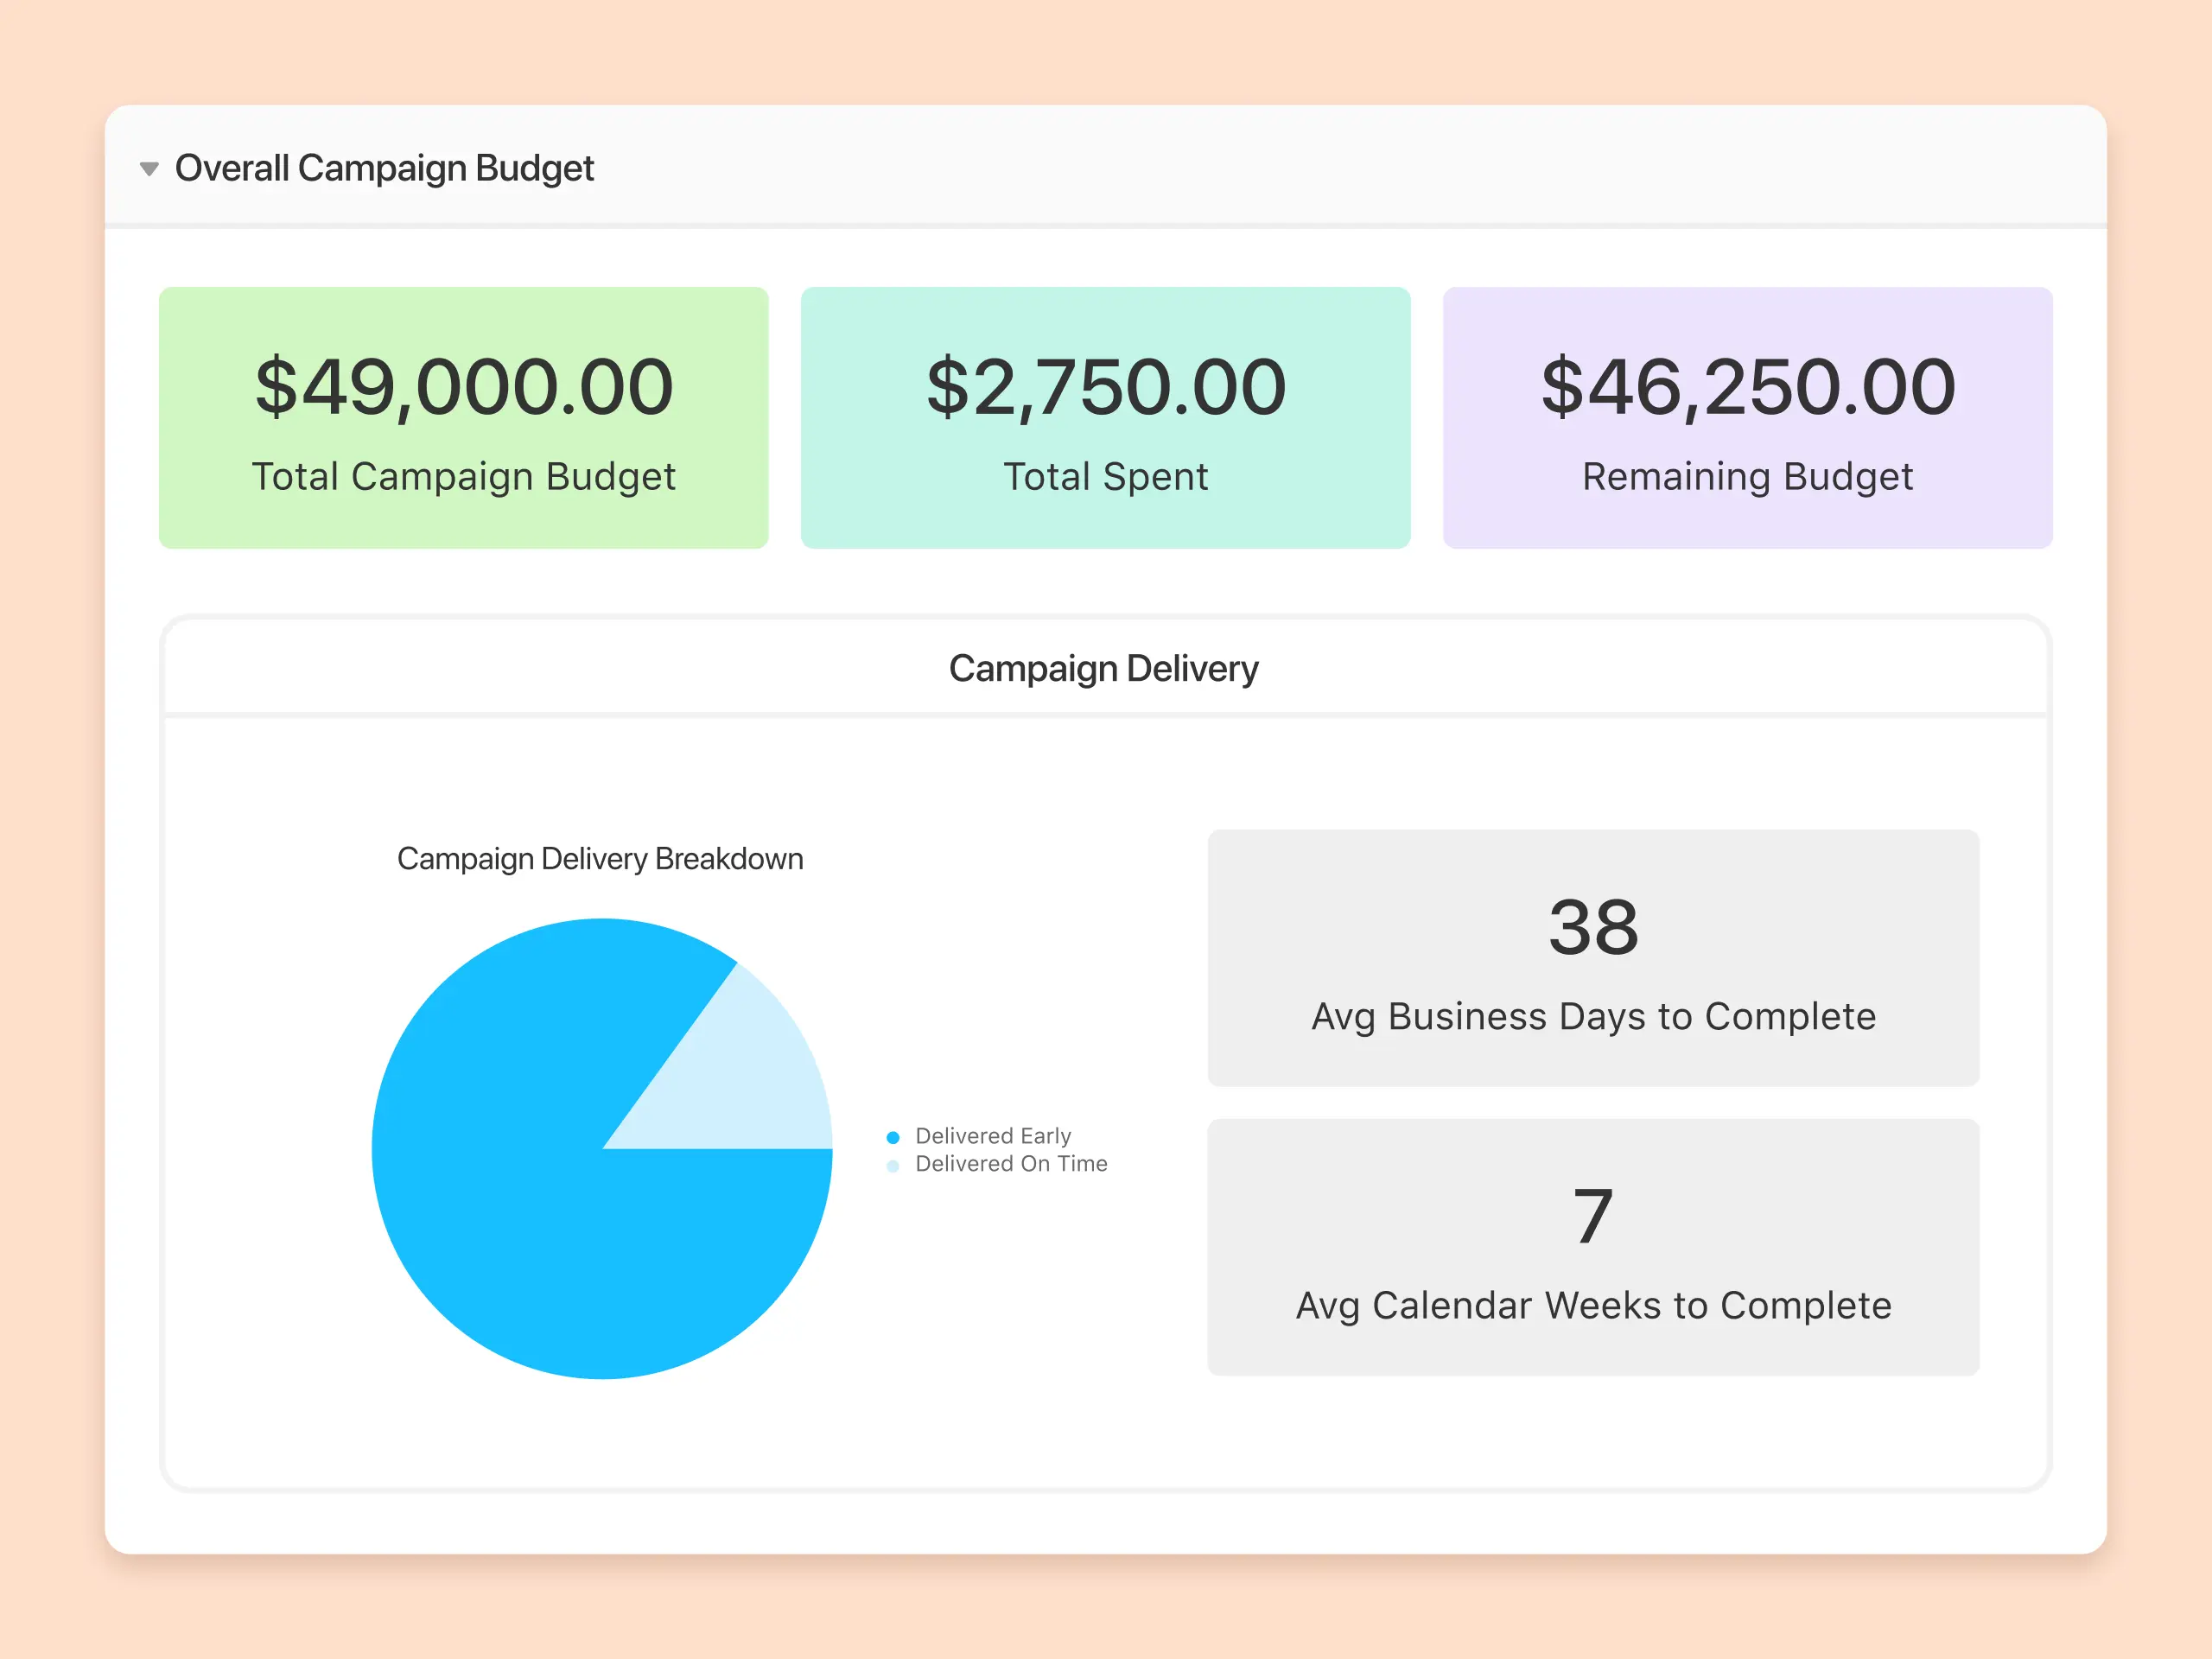 Overall Campaign Budget
$49,000.00
Total Campaign Budget
$2,750.00
Total Spent
$46,250.00
Remaining Budget
Campaign Delivery
Campaign Delivery Breakdown
Delivered Early
Delivered On Time
38
Avg Business Days to Complete
7
Avg Calendar Weeks to Complete